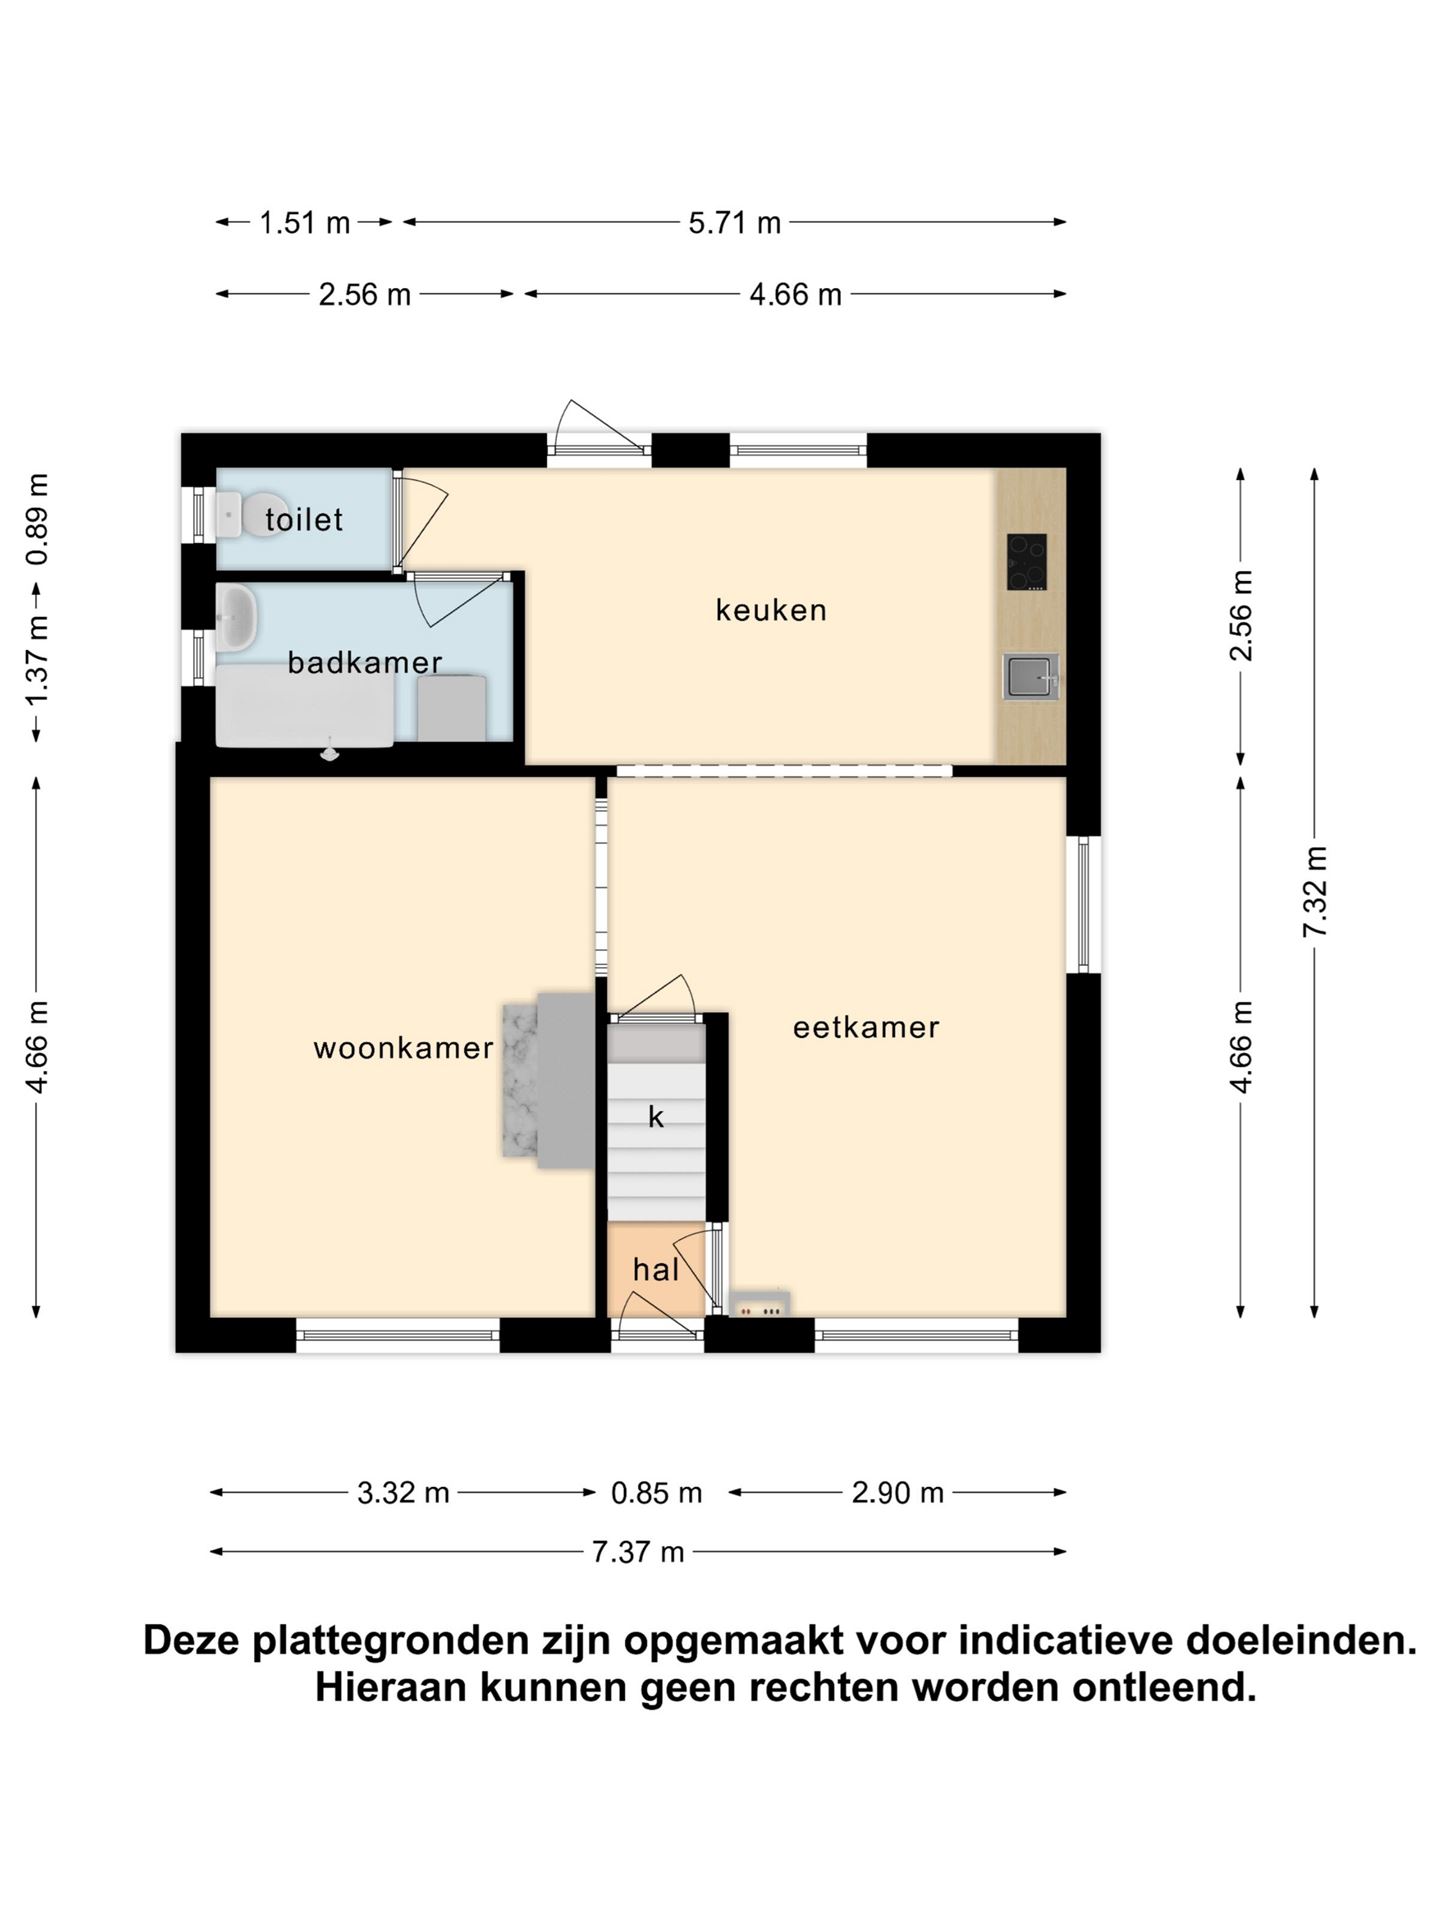 1.51 m 5.71 m
2.56 m 4.66 m
0.89 m
toilet
keuken
1.37 m
badkamer
2.56 m
7.32 m
4.66 m
woonkamer
eetkamer
4.66 m
k
hal
3.32 m 0.85 m 2.90 m
7.37 m
Deze plattegronden zijn opgemaakt voor indicatieve doeleinden.
Hieraan kunnen geen rechten worden ontleend.